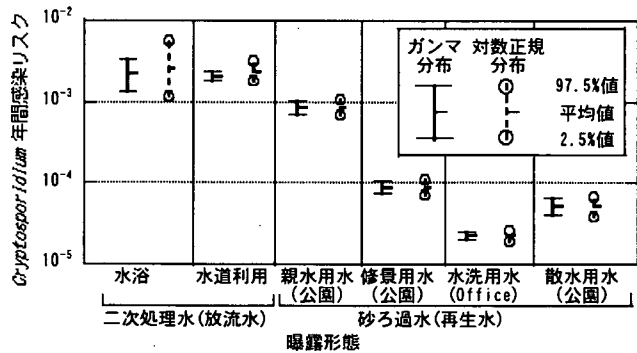 Cryptosporidium 年間感染リスク
10⁻²
10⁻³
10⁻⁴
10⁻⁵
ガンマ分布
対数正規分布
97.5%値
平均値
2.5%値
水浴
水道利用
親水用水(公園)
修景用水(公園)
水洗用水(Office)
散水用水(公園)
二次処理水(放流水)
砂ろ過水(再生水)
曝露形態